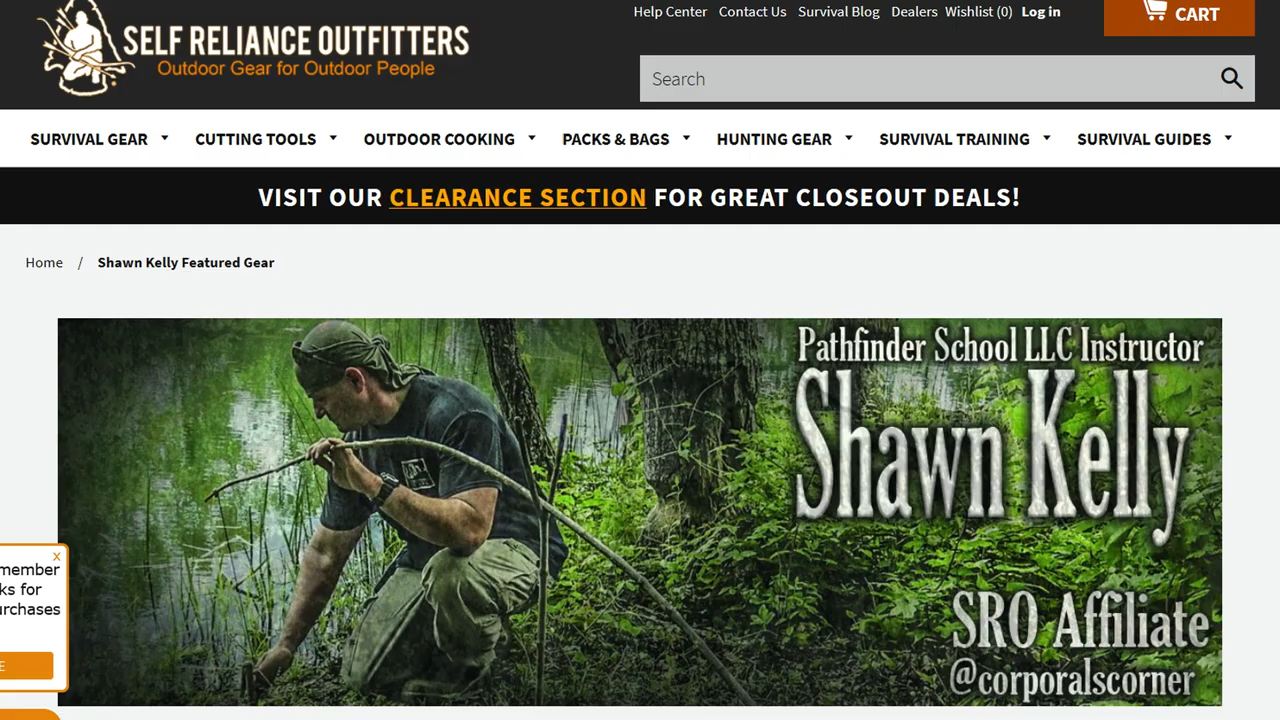 SELF RELIANCE OUTFITTERS
Outdoor Gear for Outdoor People
Help Center Contact Us Survival Blog Dealers Wishlist (0) Log in
CART
Search
SURVIVAL GEAR CUTTING TOOLS OUTDOOR COOKING PACKS & BAGS HUNTING GEAR SURVIVAL TRAINING SURVIVAL GUIDES
VISIT OUR CLEARANCE SECTION FOR GREAT CLOSEOUT DEALS!
Home / Shawn Kelly Featured Gear
Pathfinder School LLC Instructor
Shawn Kelly
SRO Affiliate
@corporalscorner
x
member
for